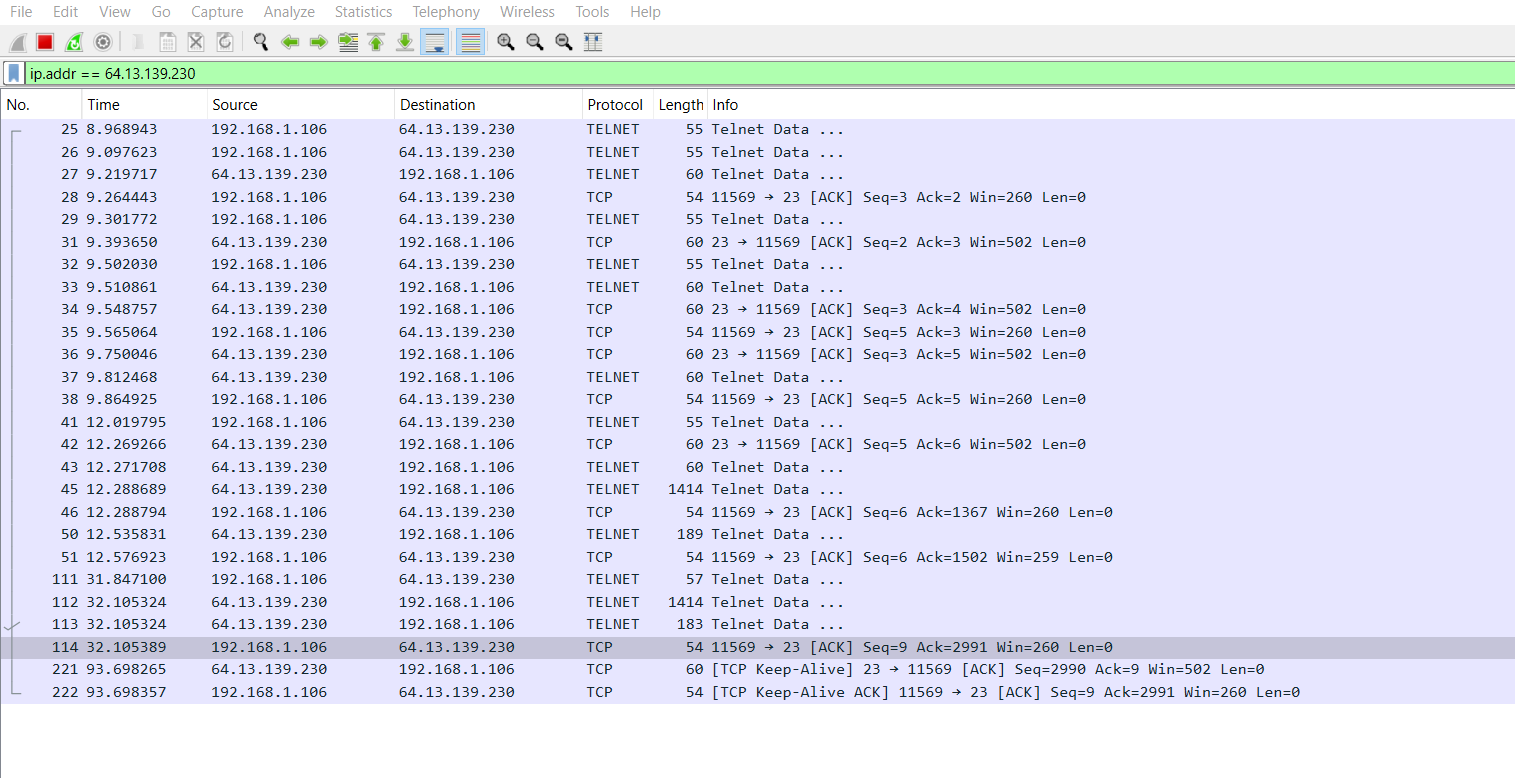 File Edit View Go Capture Analyze Statistics Telephony Wireless Tools Help
ip.addr == 64.13.139.230
No. Time Source Destination Protocol Length Info
25 8.968943 192.168.1.106 64.13.139.230 TELNET 55 Telnet Data ...
26 9.097623 192.168.1.106 64.13.139.230 TELNET 55 Telnet Data ...
27 9.219717 64.13.139.230 192.168.1.106 TELNET 60 Telnet Data ...
28 9.264443 192.168.1.106 64.13.139.230 TCP 54 11569 → 23 [ACK] Seq=3 Ack=2 Win=260 Len=0
29 9.301772 192.168.1.106 64.13.139.230 TELNET 55 Telnet Data ...
31 9.393650 64.13.139.230 192.168.1.106 TCP 60 23 → 11569 [ACK] Seq=2 Ack=3 Win=502 Len=0
32 9.502030 192.168.1.106 64.13.139.230 TELNET 55 Telnet Data ...
33 9.510861 64.13.139.230 192.168.1.106 TELNET 60 Telnet Data ...
34 9.548757 64.13.139.230 192.168.1.106 TCP 60 23 → 11569 [ACK] Seq=3 Ack=4 Win=502 Len=0
35 9.565064 192.168.1.106 64.13.139.230 TCP 54 11569 → 23 [ACK] Seq=5 Ack=3 Win=260 Len=0
36 9.750046 64.13.139.230 192.168.1.106 TCP 60 23 → 11569 [ACK] Seq=3 Ack=5 Win=502 Len=0
37 9.812468 64.13.139.230 192.168.1.106 TELNET 60 Telnet Data ...
38 9.864925 192.168.1.106 64.13.139.230 TCP 54 11569 → 23 [ACK] Seq=5 Ack=5 Win=260 Len=0
41 12.019795 192.168.1.106 64.13.139.230 TELNET 55 Telnet Data ...
42 12.269266 64.13.139.230 192.168.1.106 TCP 60 23 → 11569 [ACK] Seq=5 Ack=6 Win=502 Len=0
43 12.271708 64.13.139.230 192.168.1.106 TELNET 60 Telnet Data ...
45 12.288689 64.13.139.230 192.168.1.106 TELNET 1414 Telnet Data ...
46 12.288794 192.168.1.106 64.13.139.230 TCP 54 11569 → 23 [ACK] Seq=6 Ack=1367 Win=260 Len=0
50 12.535831 64.13.139.230 192.168.1.106 TELNET 189 Telnet Data ...
51 12.576923 192.168.1.106 64.13.139.230 TCP 54 11569 → 23 [ACK] Seq=6 Ack=1502 Win=259 Len=0
111 31.847100 192.168.1.106 64.13.139.230 TELNET 57 Telnet Data ...
112 32.105324 64.13.139.230 192.168.1.106 TELNET 1414 Telnet Data ...
113 32.105324 64.13.139.230 192.168.1.106 TELNET 183 Telnet Data ...
114 32.105389 192.168.1.106 64.13.139.230 TCP 54 11569 → 23 [ACK] Seq=9 Ack=2991 Win=260 Len=0
221 93.698265 64.13.139.230 192.168.1.106 TCP 60 [TCP Keep-Alive] 23 → 11569 [ACK] Seq=2990 Ack=9 Win=502 Len=0
222 93.698357 192.168.1.106 64.13.139.230 TCP 54 [TCP Keep-Alive ACK] 11569 → 23 [ACK] Seq=9 Ack=2991 Win=260 Len=0